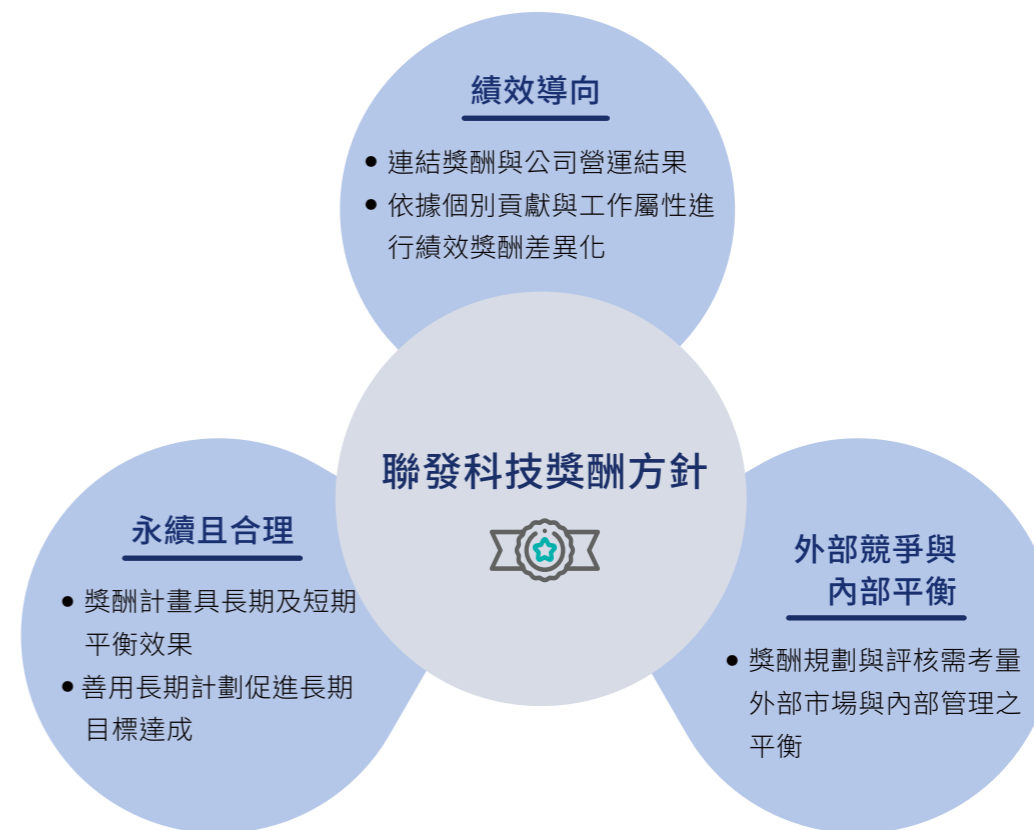 績效導向
• 連結獎酬與公司營運結果
• 依據個別貢獻與工作屬性進
行績效獎酬差異化
聯發科技獎酬方針
永續且合理
• 獎酬計畫具長期及短期
平衡效果
• 善用長期計劃促進長期
目標達成
外部競爭與
內部平衡
• 獎酬規劃與評核需考量
外部市場與內部管理之
平衡